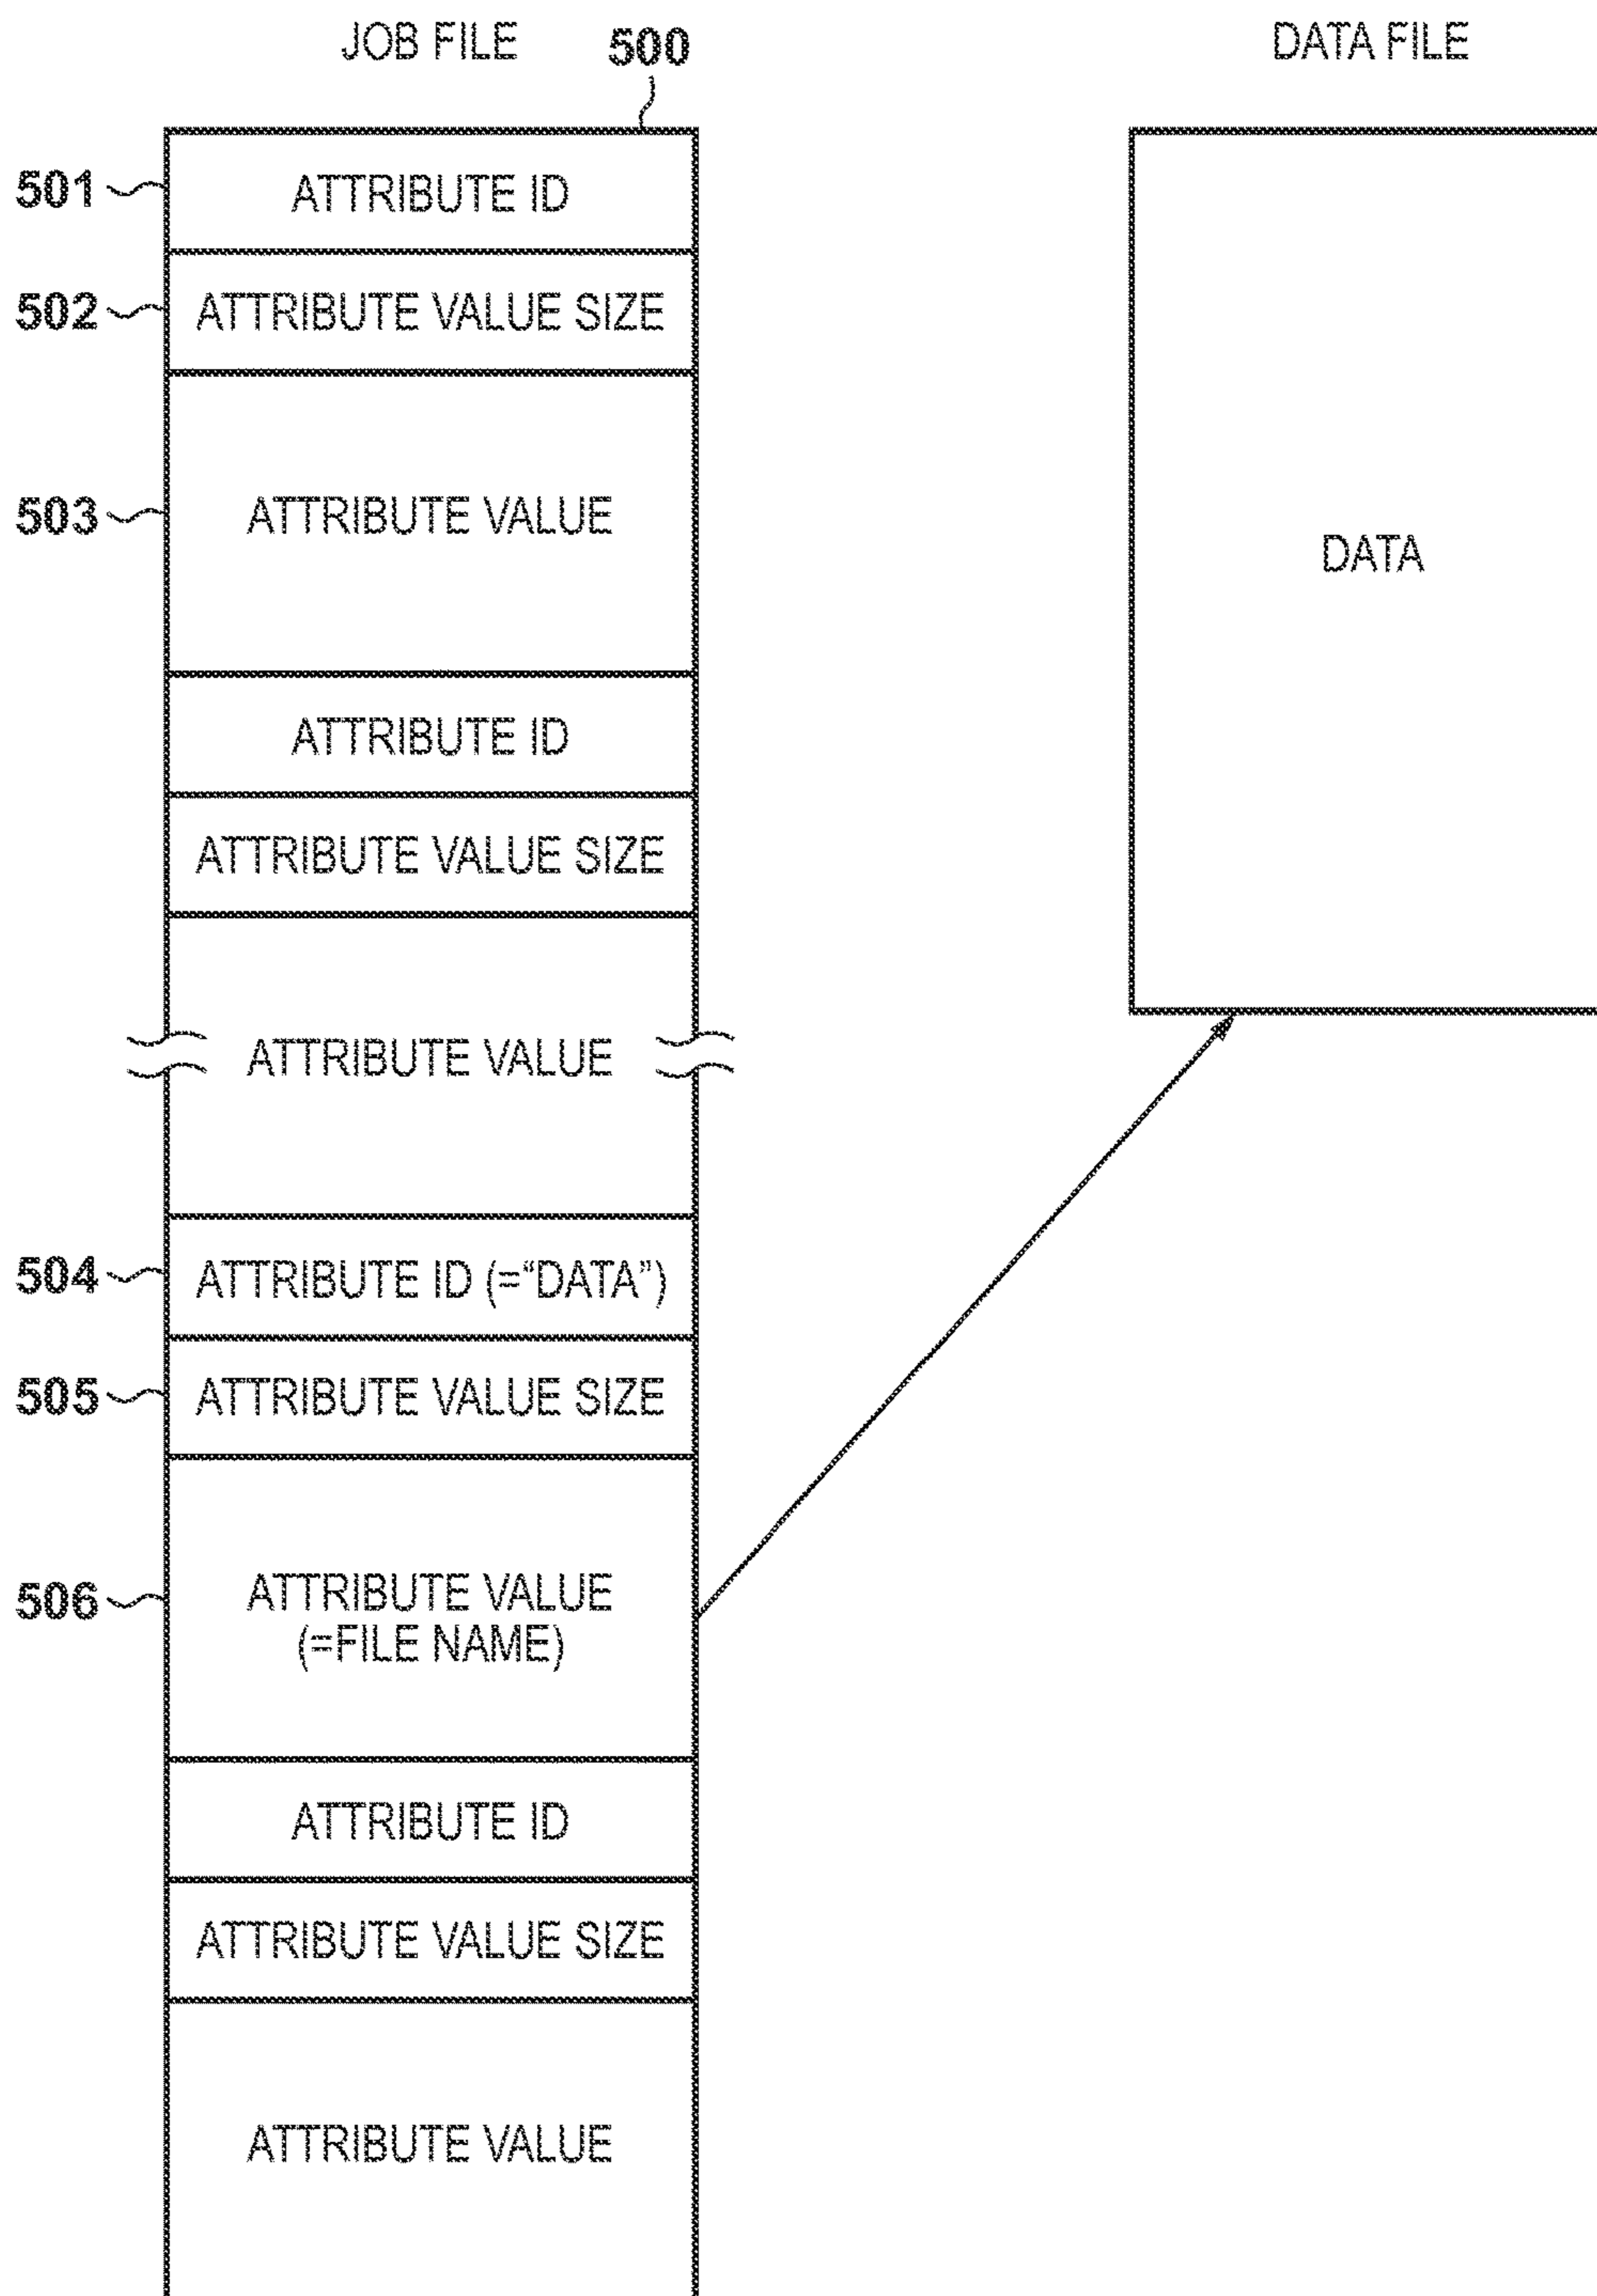 JOB FILE 500 DATA FILE
501 ATTRIBUTE ID
502 ATTRIBUTE VALUE SIZE
503 ATTRIBUTE VALUE
DATA
ATTRIBUTE ID
ATTRIBUTE VALUE SIZE
ATTRIBUTE VALUE
504 ATTRIBUTE ID (=“DATA”)
505 ATTRIBUTE VALUE SIZE
506 ATTRIBUTE VALUE
(=FILE NAME)
ATTRIBUTE ID
ATTRIBUTE VALUE SIZE
ATTRIBUTE VALUE